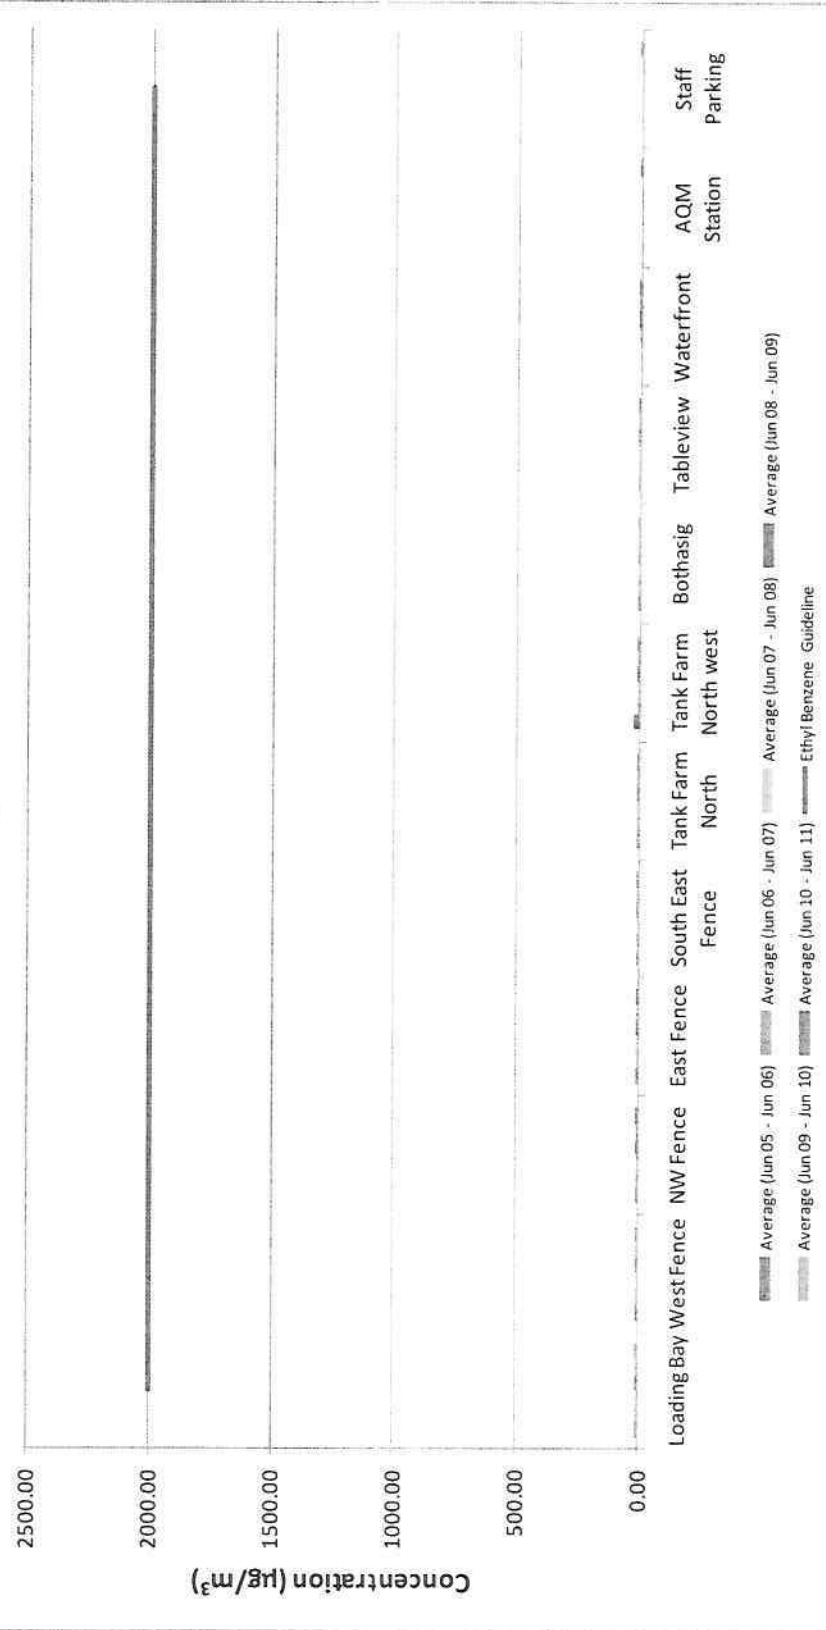 Concentration (µg/m³)
2500.00
2000.00
1500.00
1000.00
500.00
0.00
Loading Bay West Fence NW Fence East Fence South East Tank Farm Tank Farm Bothasig Tableview Waterfront AQM Staff
Fence North North west Station Parking
Average (Jun 05 - Jun 06) Average (Jun 06 - Jun 07) Average (Jun 07 - Jun 08) Average (Jun 08 - Jun 09)
Average (Jun 09 - Jun 10) Average (Jun 10 - Jun 11) Ethyl Benzene Guideline